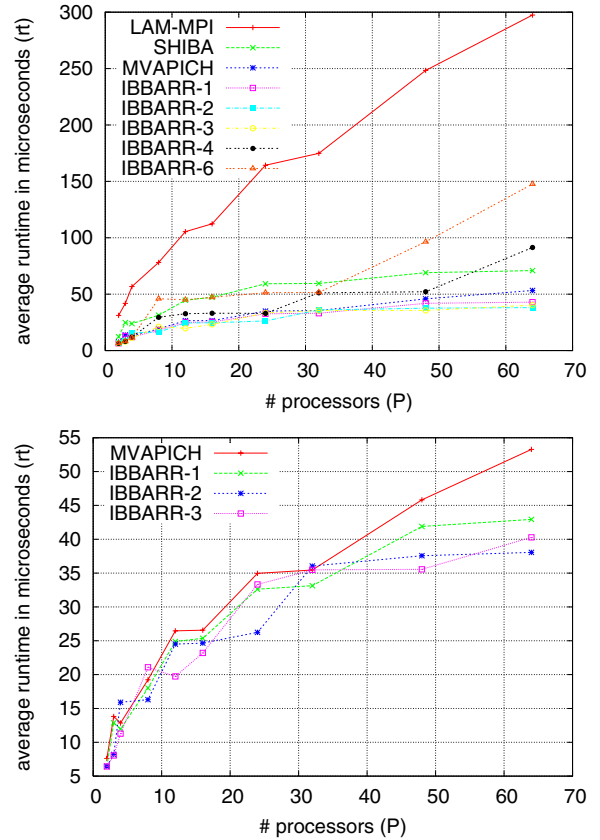 300
250
200
150
100
50
0
average runtime in microseconds (rt)
LAM-MPI
SHIBA
MVAPICH
IBBARR-1
IBBARR-2
IBBARR-3
IBBARR-4
IBBARR-6
0 10 20 30 40 50 60 70
# processors (P)
55
50
45
40
35
30
25
20
15
10
5
average runtime in microseconds (rt)
MVAPICH
IBBARR-1
IBBARR-2
IBBARR-3
0 10 20 30 40 50 60 70
# processors (P)